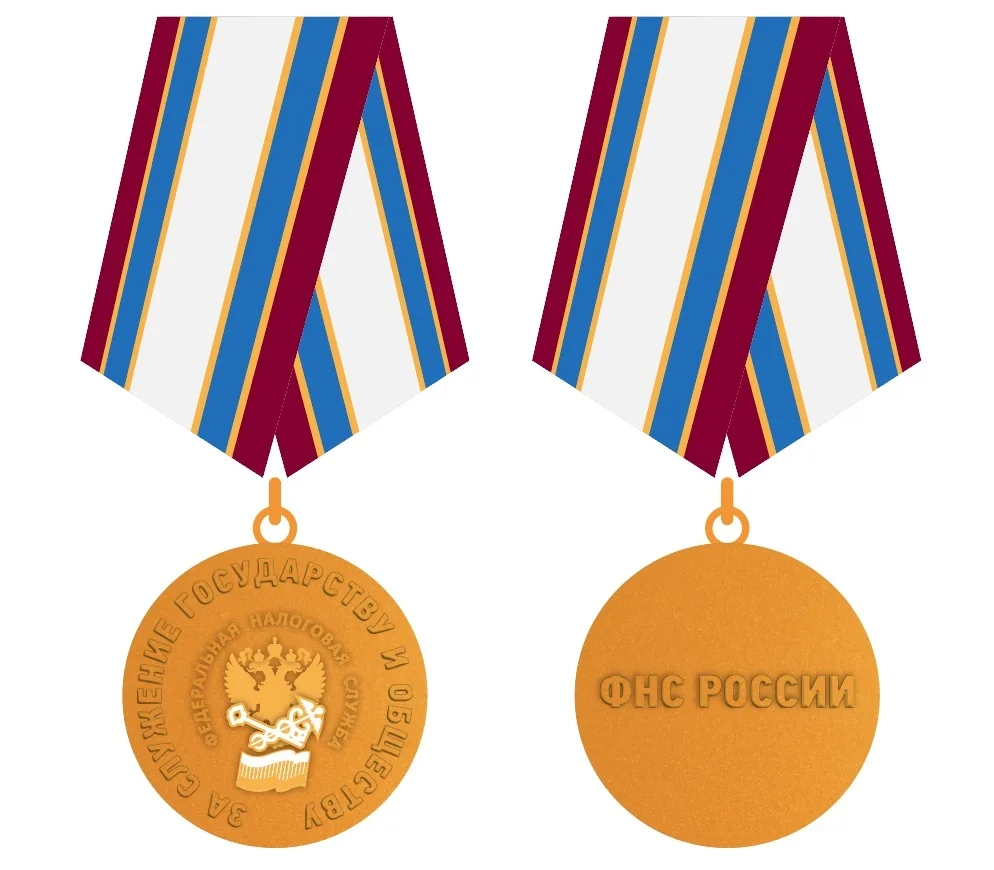 ЗА СЛУЖЕНИЕ ГОСУДАРСТВУ И ОБЩЕСТВУ
ФЕДЕРАЛЬНАЯ НАЛОГОВАЯ СЛУЖБА
ФНС РОССИИ